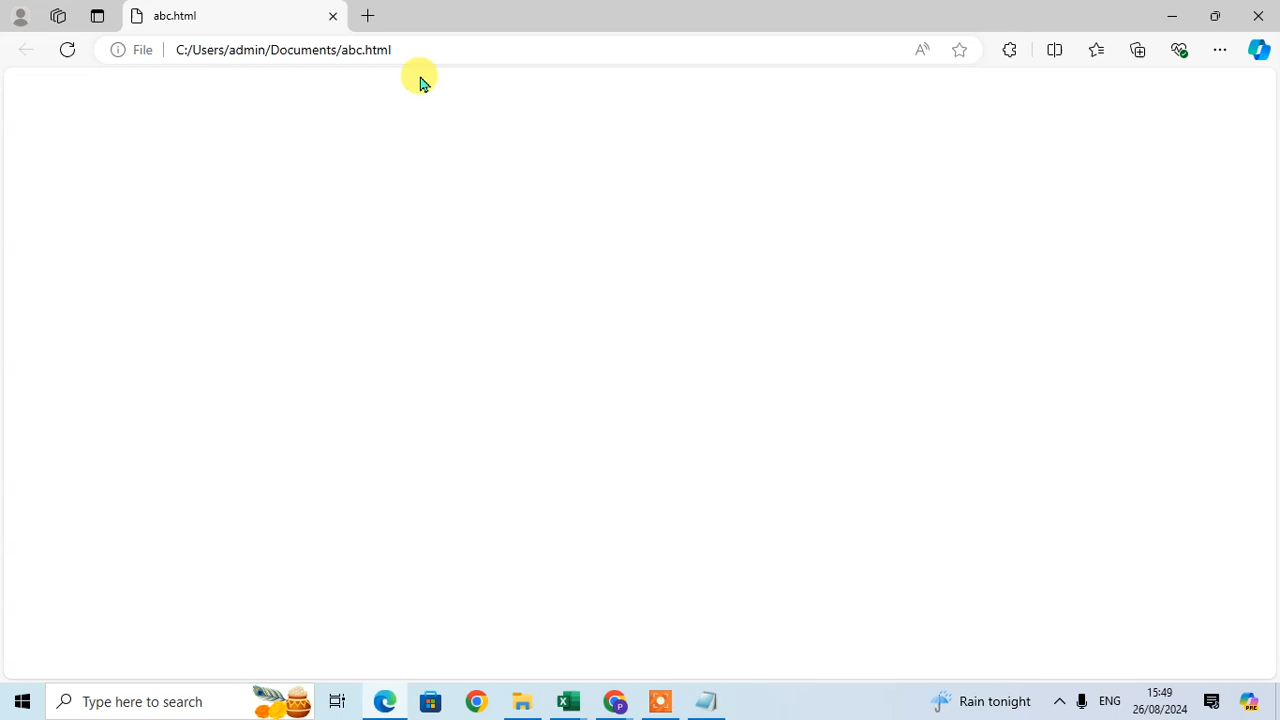 abc.html
File
C:/Users/admin/Documents/abc.html
Type here to search
Rain tonight
ENG
15:49
26/08/2024
PRE